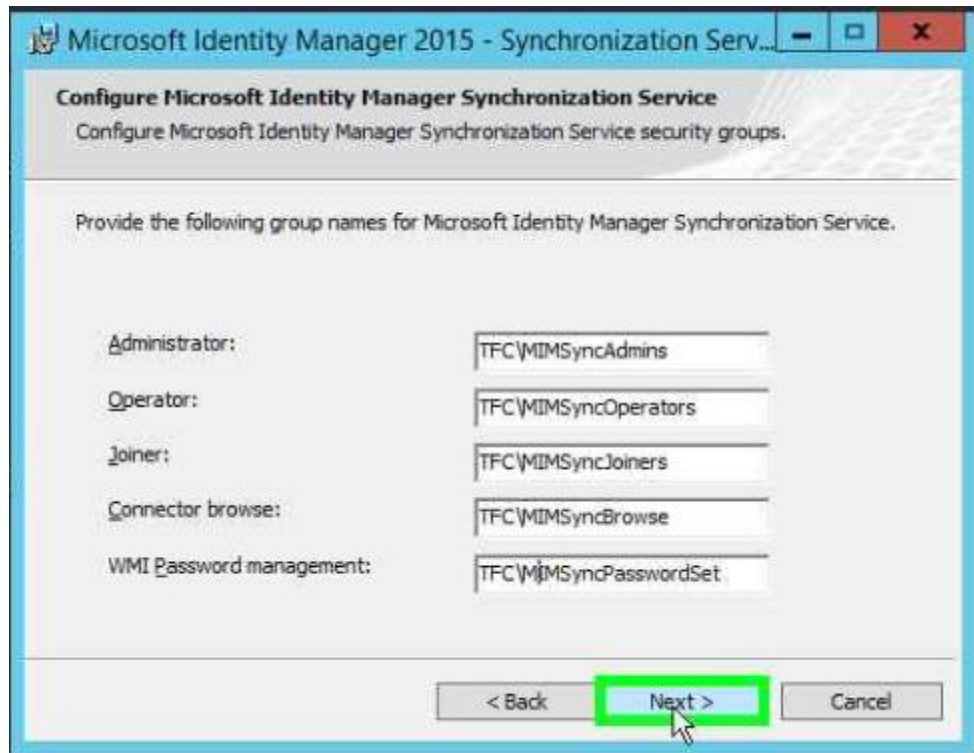 Microsoft Identity Manager 2015 - Synchronization Serv...
Configure Microsoft Identity Manager Synchronization Service
Configure Microsoft Identity Manager Synchronization Service security groups.
Provide the following group names for Microsoft Identity Manager Synchronization Service.
Administrator: TFC\MIMSyncAdmins
Operator: TFC\MIMSyncOperators
Joiner: TFC\MIMSyncJoiners
Connector browse: TFC\MIMSyncBrowse
WMI Password management: TFC\MIMSyncPasswordSet
< Back Next > Cancel